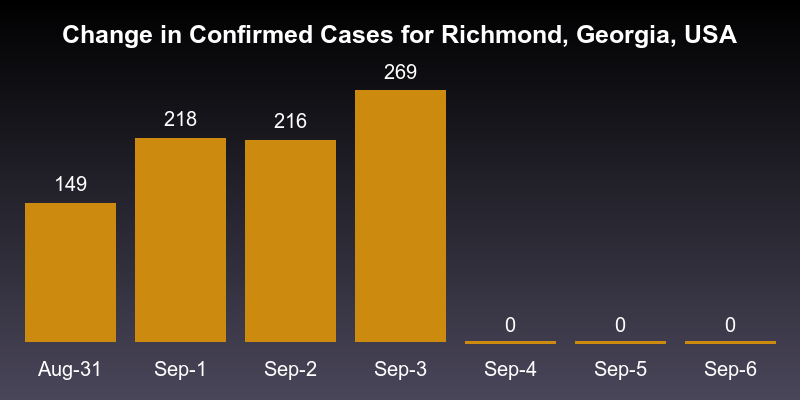 Change in Confirmed Cases for Richmond, Georgia, USA
269
218
216
149
0 0 0
Aug-31 Sep-1 Sep-2 Sep-3 Sep-4 Sep-5 Sep-6